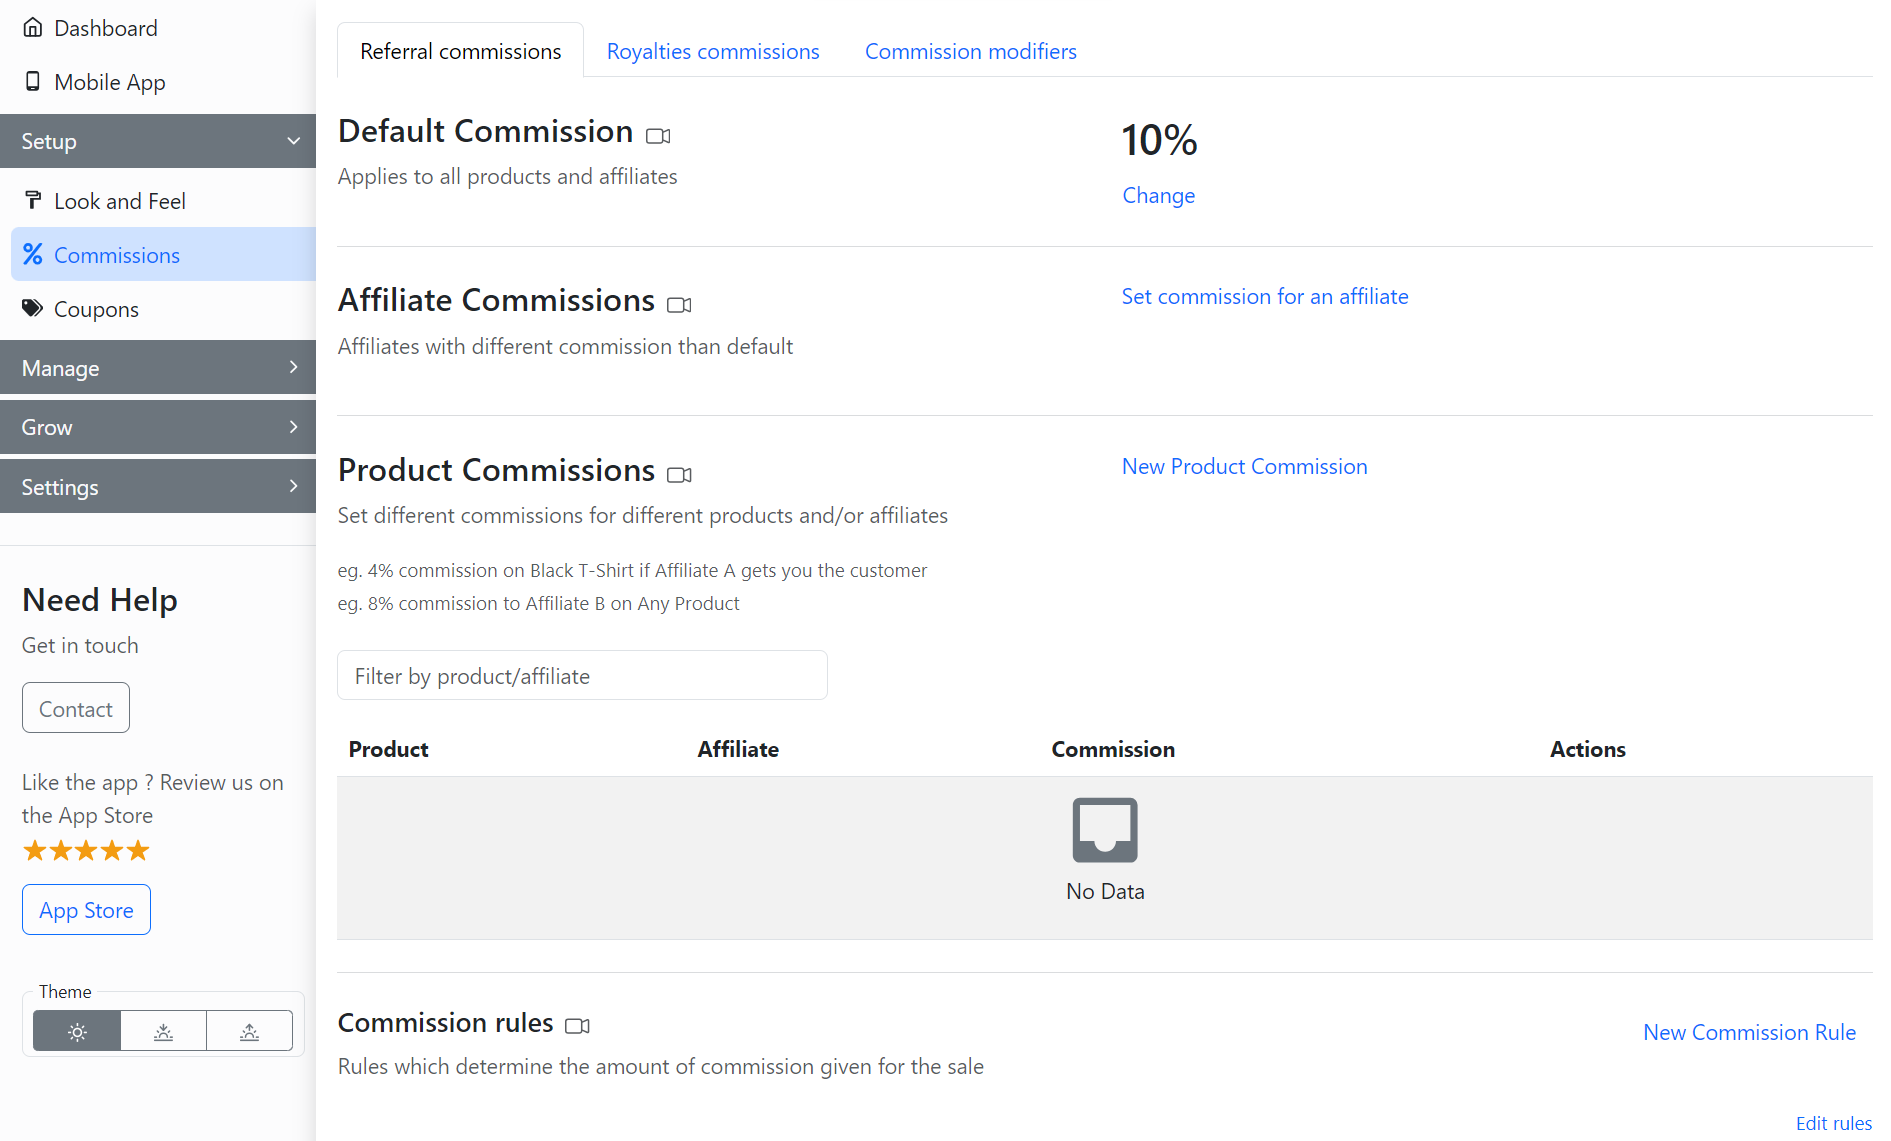 Dashboard
Mobile App
Setup
Look and Feel
Commissions
Coupons
Manage
Grow
Settings
Need Help
Get in touch
Contact
Like the app ? Review us on
the App Store
App Store
Theme
Referral commissions
Royalties commissions
Commission modifiers
Default Commission
Applies to all products and affiliates
10%
Change
Affiliate Commissions
Affiliates with different commission than default
Set commission for an affiliate
Product Commissions
Set different commissions for different products and/or affiliates
eg. 4% commission on Black T-Shirt if Affiliate A gets you the customer
eg. 8% commission to Affiliate B on Any Product
New Product Commission
Filter by product/affiliate
Product Affiliate Commission Actions
No Data
Commission rules
Rules which determine the amount of commission given for the sale
New Commission Rule
Edit rules